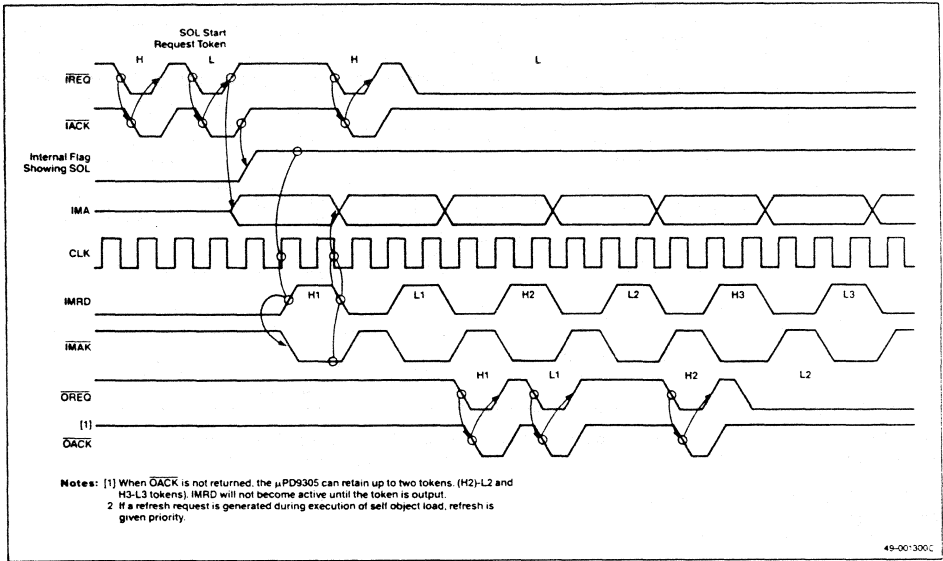 SOL Start
Request Token
H L H L
IREQ
IACK
Internal Flag
Showing SOL
IMA
CLK
IMRD
H1 L1 H2 L2 H3 L3
IMAK
H1 L1 H2 L2
OREQ
[1]
OACK
Notes: [1] When OACK is not returned, the µPD9305 can retain up to two tokens. (H2)-L2 and
H3-L3 tokens). IMRD will not become active until the token is output.
2 If a refresh request is generated during execution of self object load, refresh is
given priority.